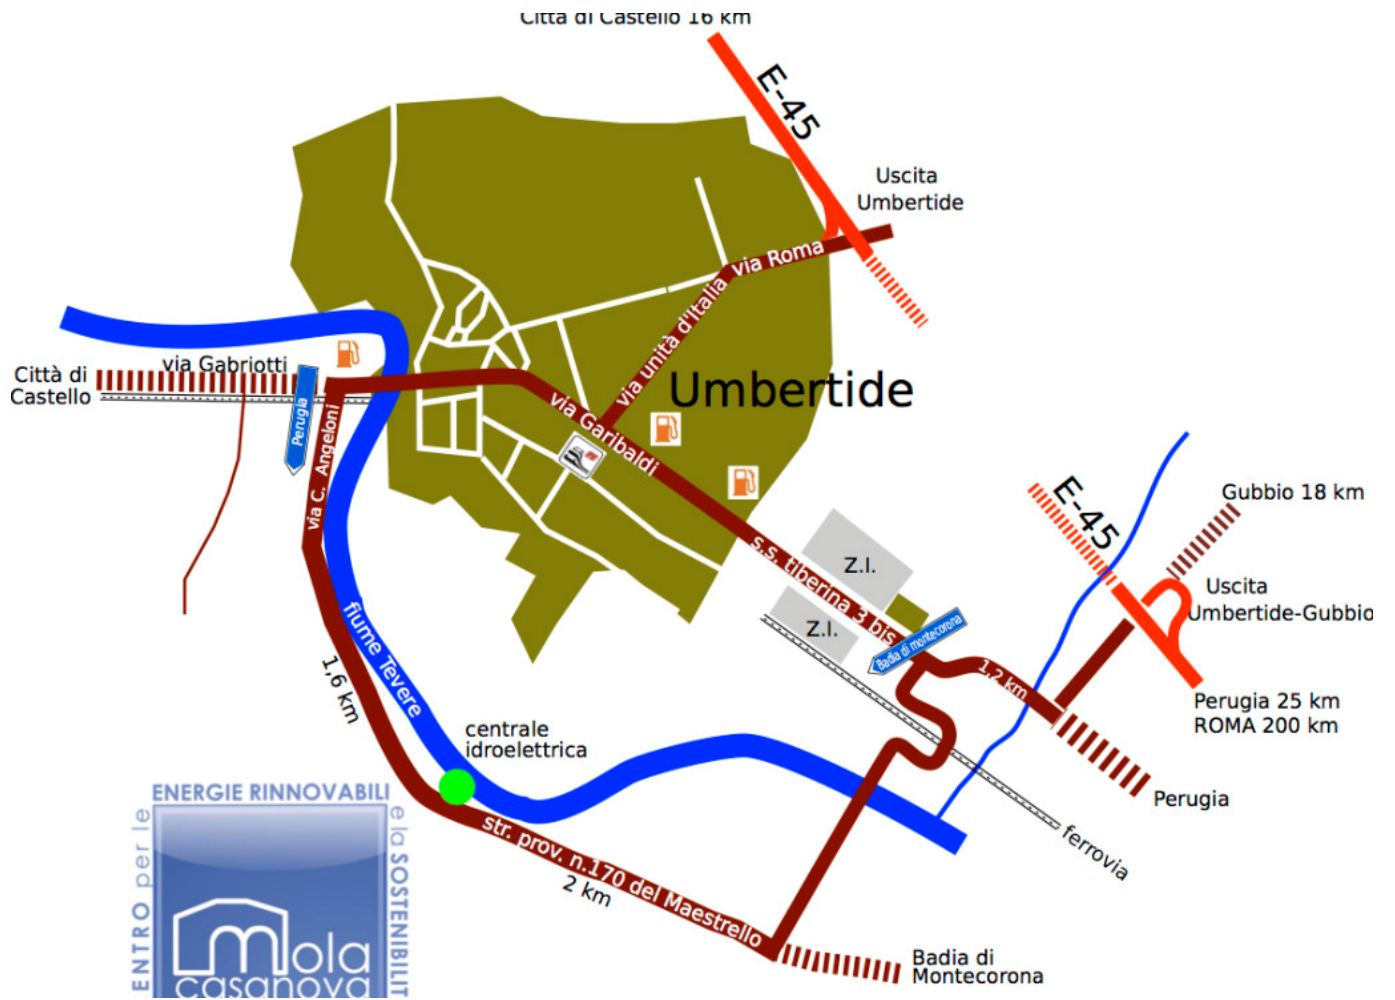 Città di Castello 16 km
E-45
Uscita
Umbertide
via Roma
via unità d'Italia
via Gabriotti
Città di
Castello
Perugia
Umbertide
via C. Angeloni
via Garibaldi
E-45
Gubbio 18 km
s.s. tiberina 3 bis
Z.I.
Z.I.
Badia di montecorona
Uscita
Umbertide-Gubbio
fiume Tevere
1,6 km
1,2 km
Perugia 25 km
ROMA 200 km
centrale
idroelettrica
Perugia
ferrovia
str. prov. n.170 del Maestrello
2 km
Badia di
Montecorona
ENERGIE RINNOVABILI
per le
e la
mola
casanova